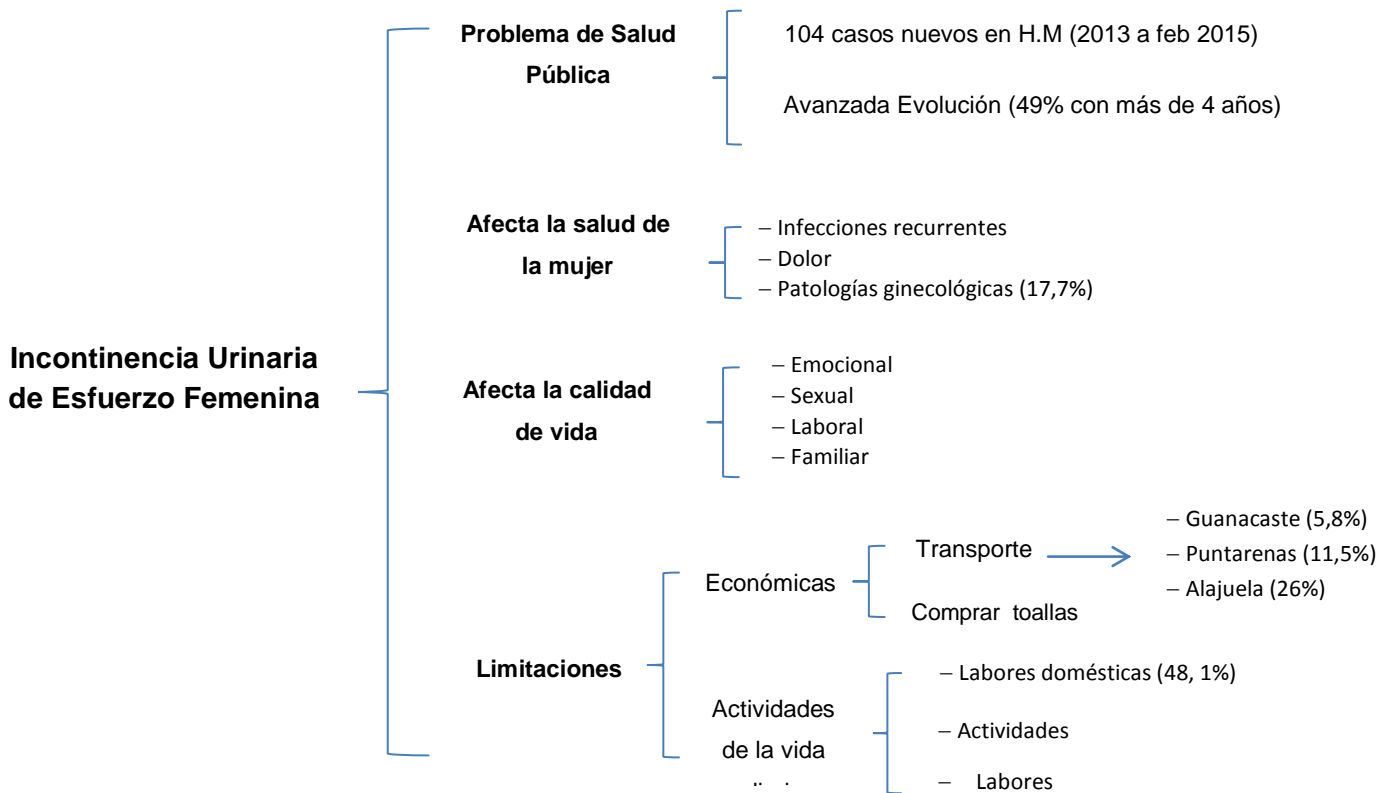 Incontinencia Urinaria
de Esfuerzo Femenina
Problema de Salud
Pública
104 casos nuevos en H.M (2013 a feb 2015)
Avanzada Evolución (49% con más de 4 años)
Afecta la salud de
la mujer
– Infecciones recurrentes
– Dolor
– Patologías ginecológicas (17,7%)
Afecta la calidad
de vida
– Emocional
– Sexual
– Laboral
– Familiar
Limitaciones
Económicas
Transporte
– Guanacaste (5,8%)
– Puntarenas (11,5%)
– Alajuela (26%)
Comprar toallas
Actividades
de la vida
– Labores domésticas (48, 1%)
– Actividades
– Labores